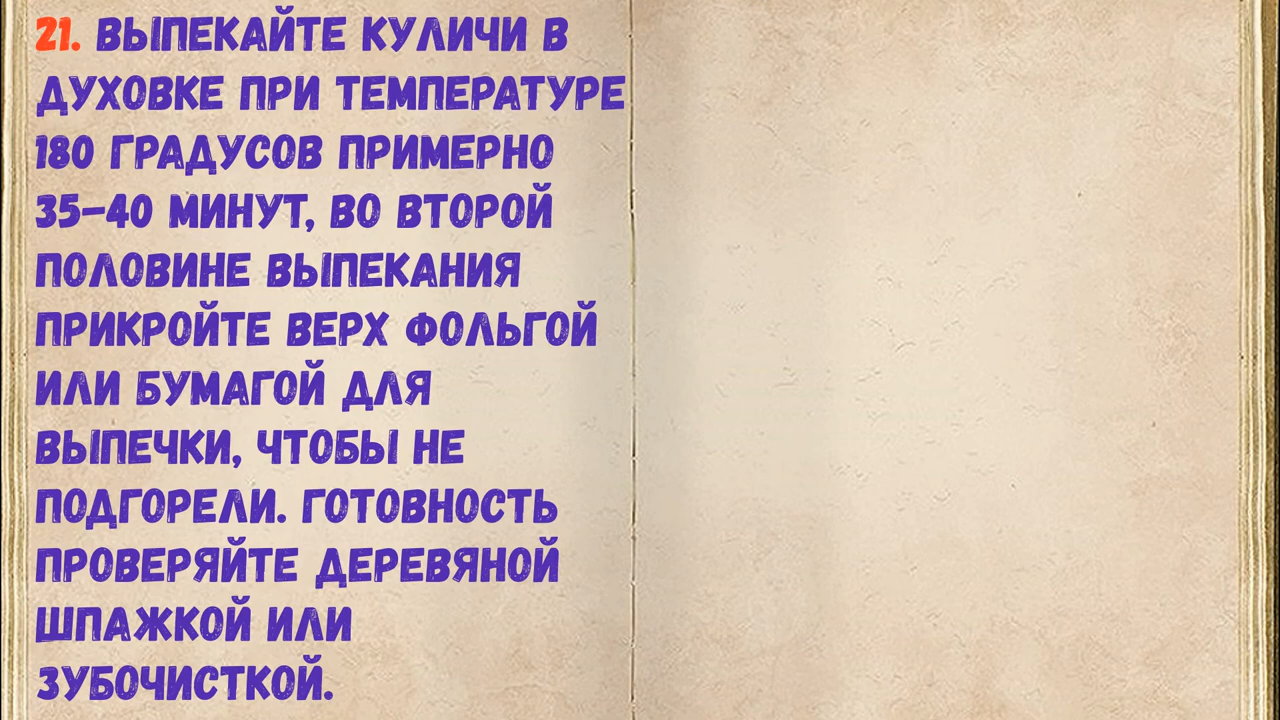 21. ВЫПЕКАЙТЕ КУЛИЧИ В
ДУХОВКЕ ПРИ ТЕМПЕРАТУРЕ
180 ГРАДУСОВ ПРИМЕРНО
35-40 МИНУТ, ВО ВТОРОЙ
ПОЛОВИНЕ ВЫПЕКАНИЯ
ПРИКРОЙТЕ ВЕРХ ФОЛЬГОЙ
ИЛИ БУМАГОЙ ДЛЯ
ВЫПЕЧКИ, ЧТОБЫ НЕ
ПОДГОРЕЛИ. ГОТОВНОСТЬ
ПРОВЕРЯЙТЕ ДЕРЕВЯНОЙ
ШПАЖКОЙ ИЛИ
ЗУБОЧИСТКОЙ.